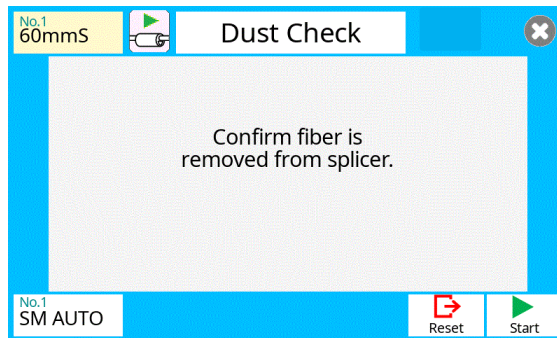 No.1
60mmS
Dust Check
Confirm fiber is
removed from splicer.
No.1
SM AUTO
Reset
Start